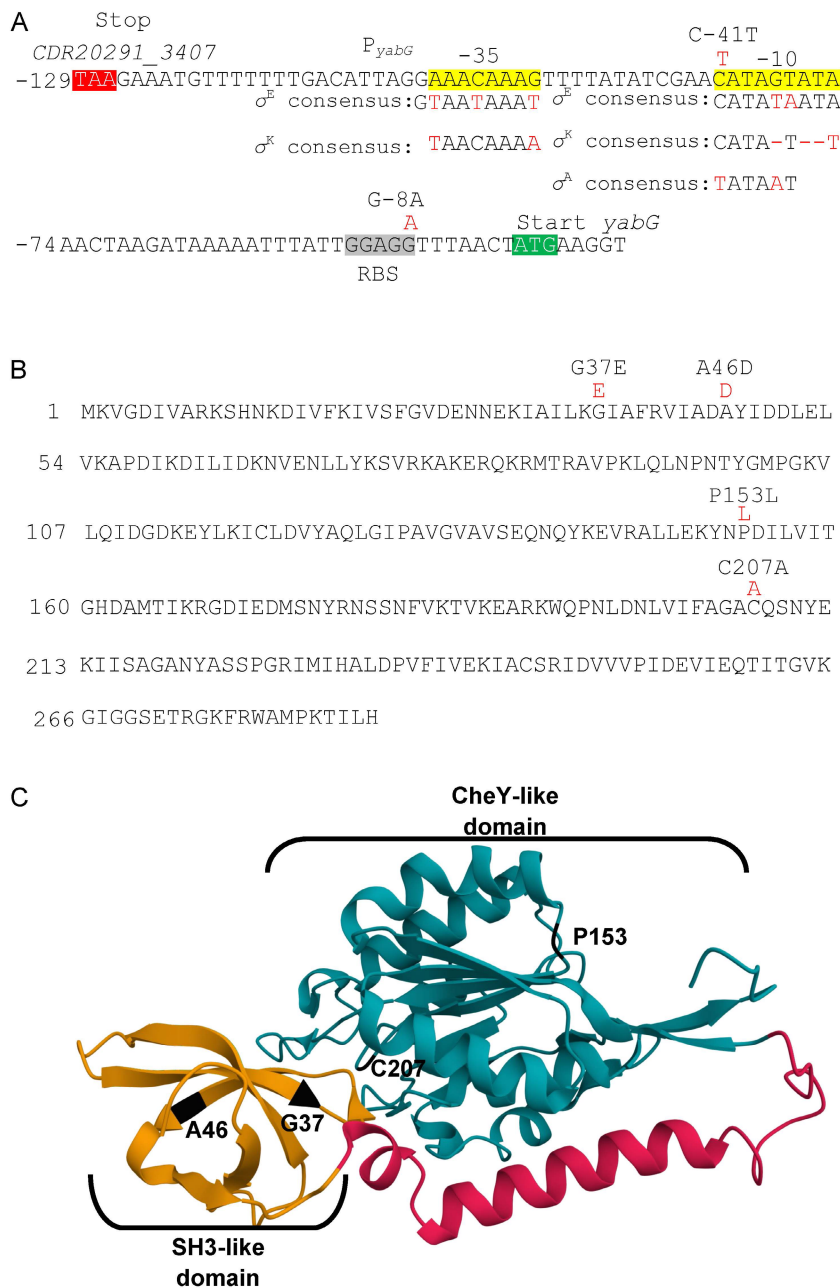 A
Stop
CDR20291_3407
PyabG
-35
C-41T
T
-10
-129 TAAGAAATGTTTTTTGACATTAGGAAACAAAGTTTTATATCGAACATAGTATA
σE consensus:GTAATAAAT
σE consensus:CATATAATA
σK consensus:TAACAAAA
σK consensus:CATA-T--T
σA consensus:TATAAT
G-8A
A
Start yabG
-74 AACTAAGATAAAAATTTATTGGAGGTTTAACTATGAAGGT
RBS
B
G37E
A46D
E
D
1 MKVGDIVARKSHNKDIVFKIVSFGVDENNEKIAILKGIAFRVIADAYIDDLEL
54 VKAPDIKDILIDKNVENLLYKSVRKAKERQKRMTRAVPKLQLNPNTYGMPGKV
P153L
L
107 LQIDGDKEYLKICLDVYAQLGIPAVGVAVSEQNQYKEVRALLEKYNPDILVIT
C207A
A
160 GHDAMTIKRGDIEDMSNYRNSSNFVKTVKEARKWQPNLDNLVIFAGACQSNYE
213 KIISAGANYASSPGRIMIHALDPVFIVEKIACSRIDVVVPIDEVIEQTITGVK
266 GIGGSETRGKFRWAMPKTILH
C
CheY-like
domain
P153
C207
A46
G37
SH3-like
domain